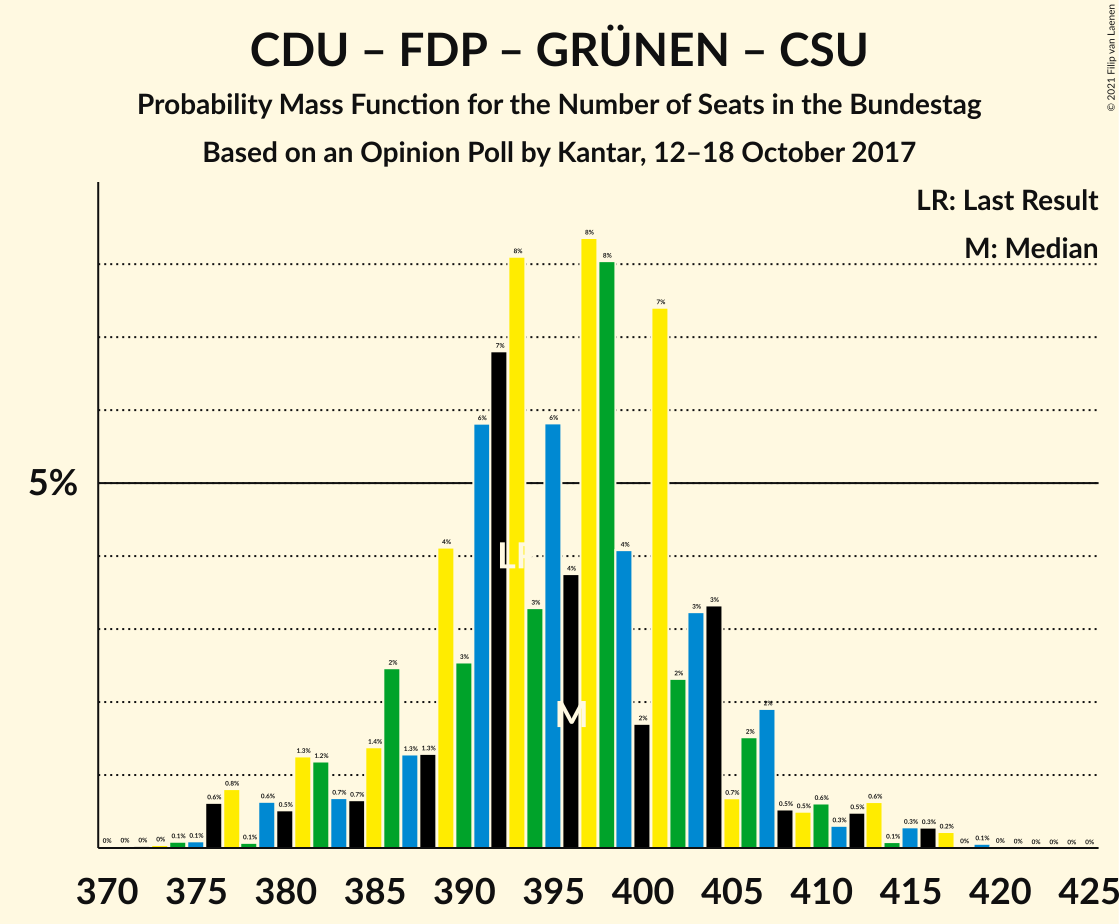 CDU – FDP – GRÜNEN – CSU
Probability Mass Function for the Number of Seats in the Bundestag
Based on an Opinion Poll by Kantar, 12–18 October 2017
© 2021 Filip van Laenen
LR: Last Result
M: Median
5%
0% 0% 0% 0% 0.1% 0.1% 0.6% 0.8% 0.1% 0.6% 0.5% 1.3% 1.2% 0.7% 0.7% 1.4% 2% 1.3% 1.3% 4% 3% 6% 7% 8% 3% 6% 4% 8% 8% 4% 2% 7% 2% 3% 3% 0.7% 2% 2% 0.5% 0.5% 0.6% 0.3% 0.5% 0.6% 0.1% 0.3% 0.3% 0.2% 0% 0.1% 0% 0% 0% 0% 0% 0%
LR
M
370 375 380 385 390 395 400 405 410 415 420 425